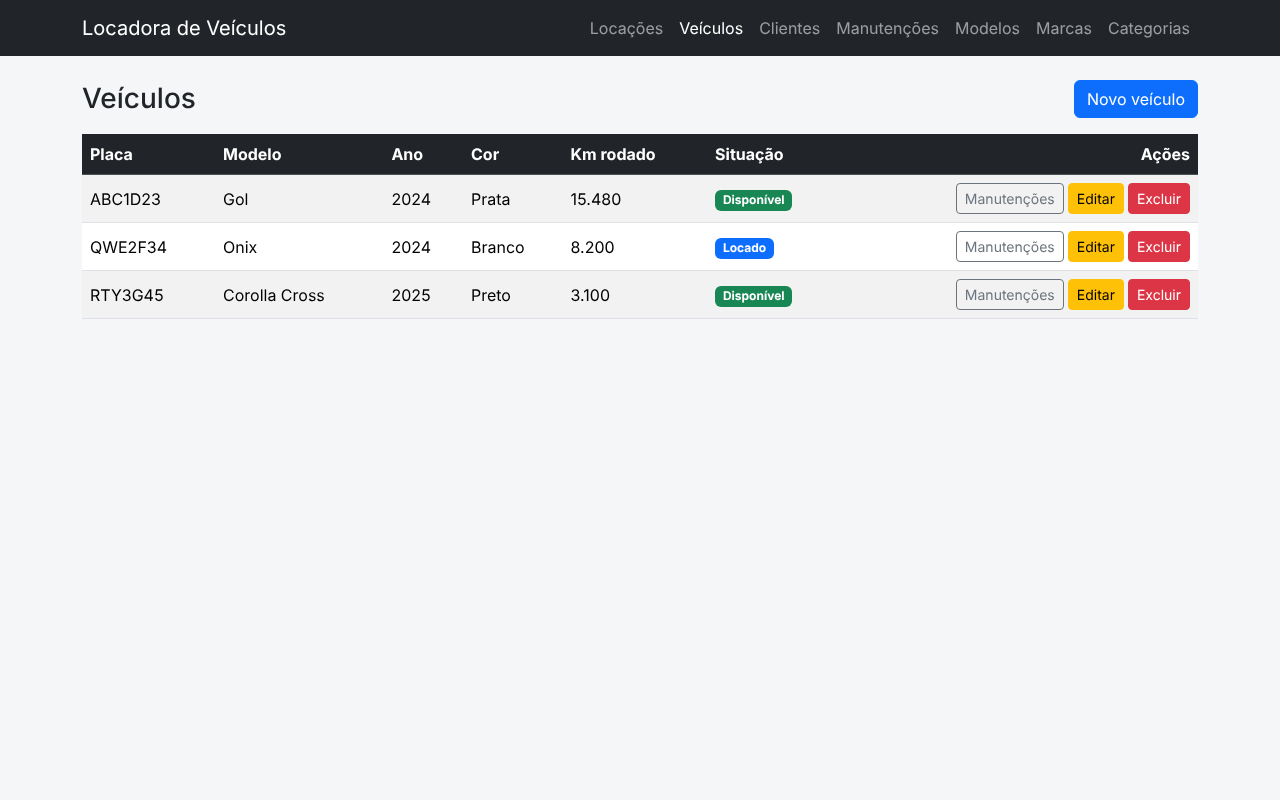 Locadora de Veículos Locações Veículos Clientes Manutenções Modelos Marcas Categorias
Veículos Novo veículo
Placa Modelo Ano Cor Km rodado Situação Ações
ABC1D23 Gol 2024 Prata 15.480 Disponível Manutenções Editar Excluir
QWE2F34 Onix 2024 Branco 8.200 Locado Manutenções Editar Excluir
RTY3G45 Corolla Cross 2025 Preto 3.100 Disponível Manutenções Editar Excluir